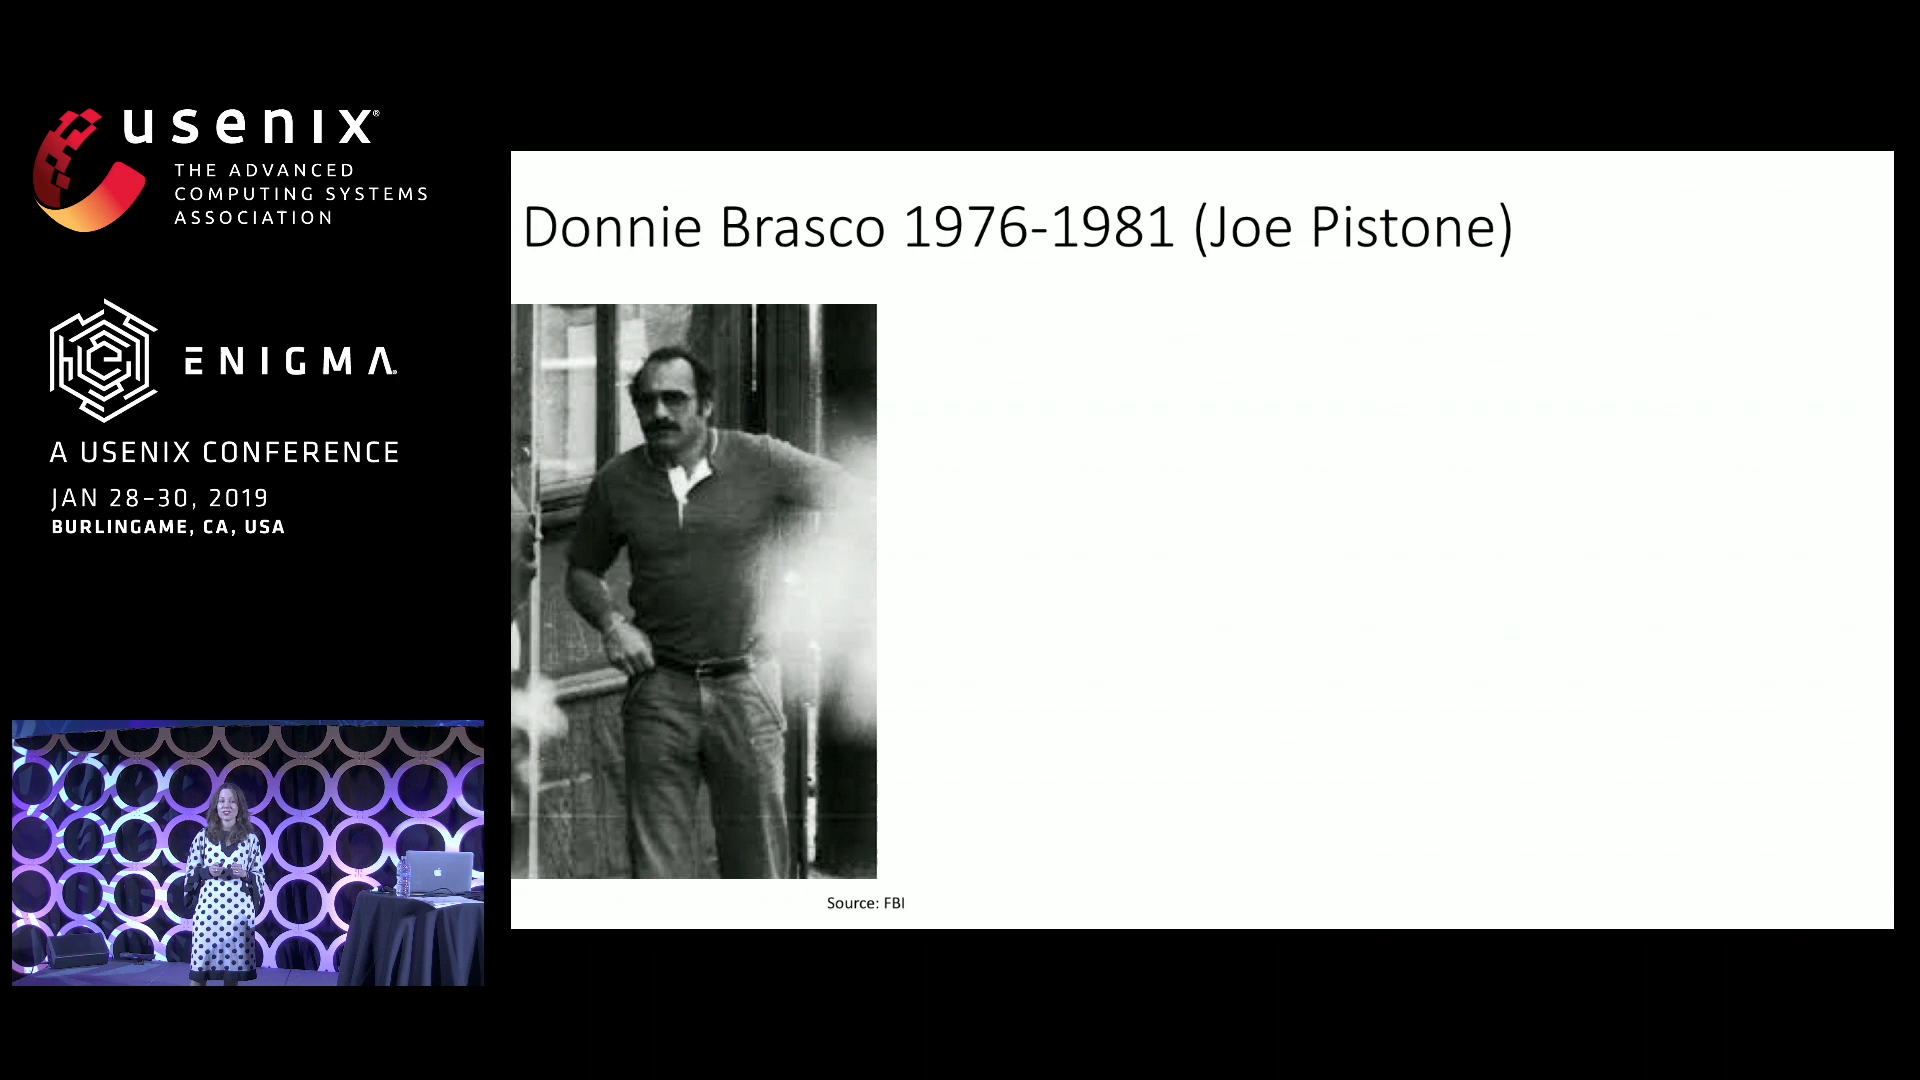 usenix®
THE ADVANCED
COMPUTING SYSTEMS
ASSOCIATION
ENIGMA®
A USENIX CONFERENCE
JAN 28–30, 2019
BURLINGAME, CA, USA
Donnie Brasco 1976-1981 (Joe Pistone)
Source: FBI